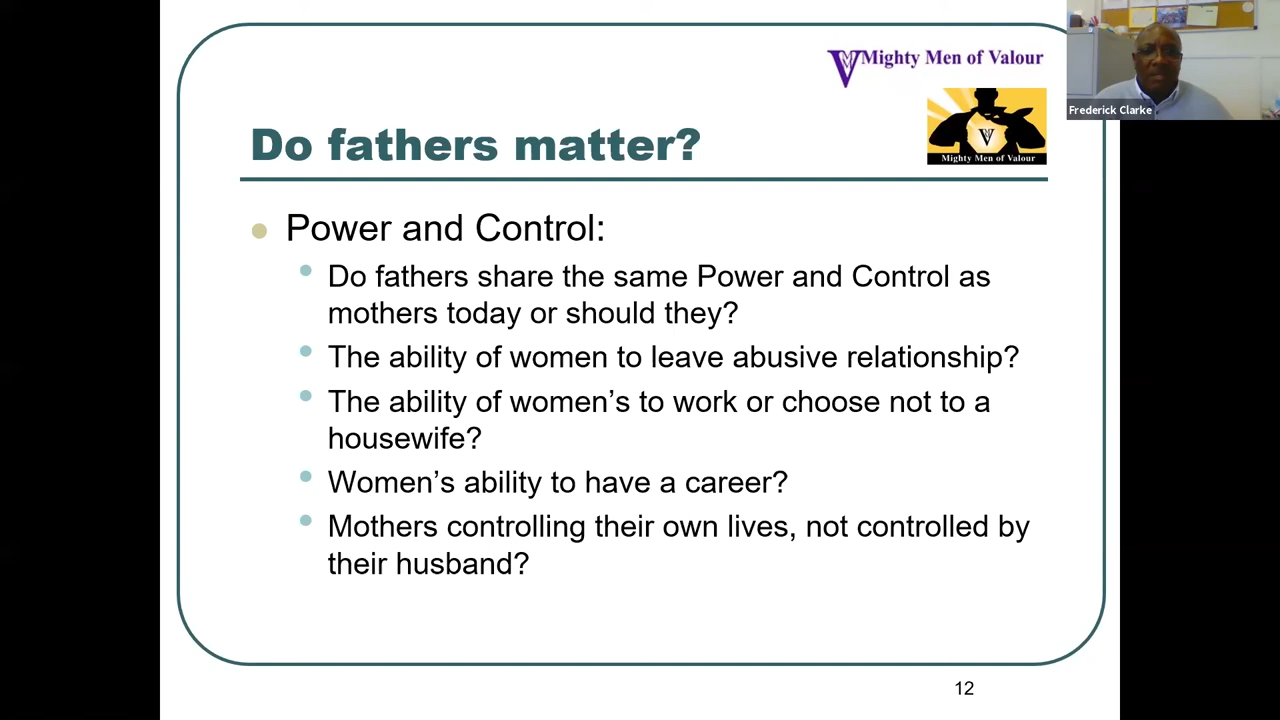 Mighty Men of Valour
Frederick Clarke
Do fathers matter?
V
Mighty Men of Valour
Power and Control:
Do fathers share the same Power and Control as
mothers today or should they?
The ability of women to leave abusive relationship?
The ability of women’s to work or choose not to a
housewife?
Women’s ability to have a career?
Mothers controlling their own lives, not controlled by
their husband?
12